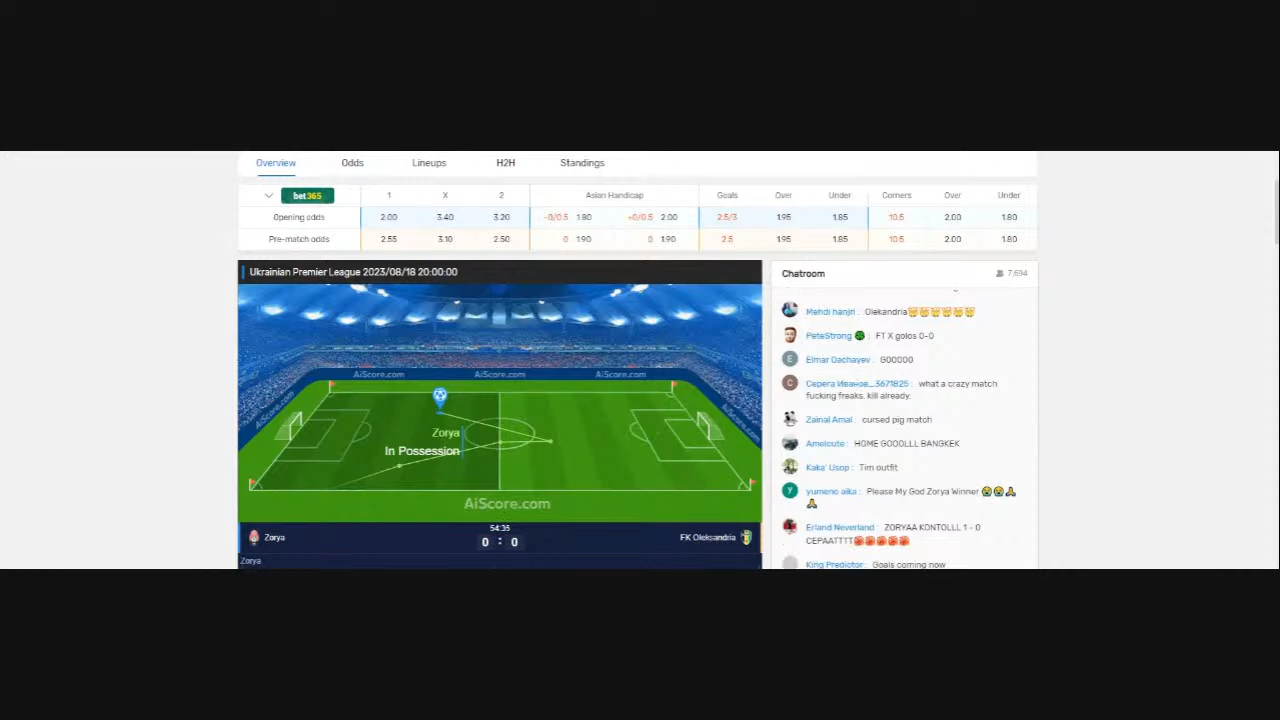 Overview Odds Lineups H2H Standings
bet365 1 X 2 Asian Handicap Goals Over Under Corners Over Under
Opening odds 2.00 3.40 3.20 -0/0.5 1.80 +0/0.5 2.00 2.5/3 1.95 1.85 10.5 2.00 1.80
Pre-match odds 2.55 3.10 2.50 0 1.90 0 1.90 2.5 1.95 1.85 10.5 2.00 1.80
Ukrainian Premier League 2023/08/18 20:00:00
AiScore.com AiScore.com AiScore.com
AiScore.com AiScore.com
Zorya
In Possession
AiScore.com
54:35
Zorya 0 : 0 FK Oleksandria
Zorya
Chatroom 7,694
Mehdi hanjri : Olekandria
PeteStrong : FT X golos 0-0
E Elmar Qachayev : GOOOOO
C Серега Иванов_3671825 : what a crazy match
fucking freaks. kill already.
Zainal Amal : cursed pig match
Ameloute : HOME GOOOLLL BANGKEK
Kaka' Usop : Tim outfit
Y yumeno aika : Please My God Zorya Winner 😭😭🙏
🙏
Erland Neverland : ZORYAA KONTOLLL 1 - 0
CEPAATTTT
King Predictor : Goals coming now